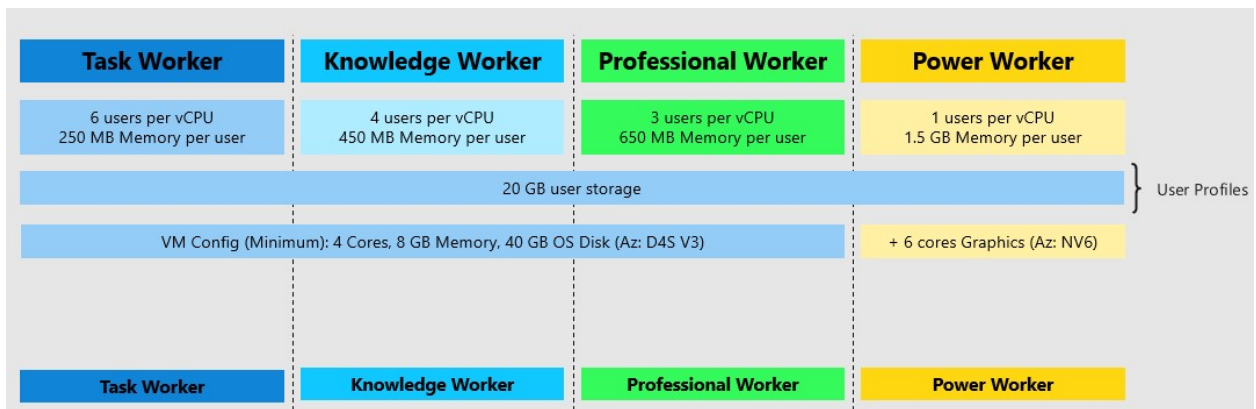 Task Worker
Knowledge Worker
Professional Worker
Power Worker
6 users per vCPU
250 MB Memory per user
4 users per vCPU
450 MB Memory per user
3 users per vCPU
650 MB Memory per user
1 users per vCPU
1.5 GB Memory per user
20 GB user storage
User Profiles
VM Config (Minimum): 4 Cores, 8 GB Memory, 40 GB OS Disk (Az: D4S V3)
+ 6 cores Graphics (Az: NV6)
Task Worker
Knowledge Worker
Professional Worker
Power Worker